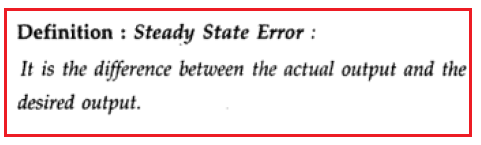 Definition : Steady State Error :
It is the difference between the actual output and the
desired output.